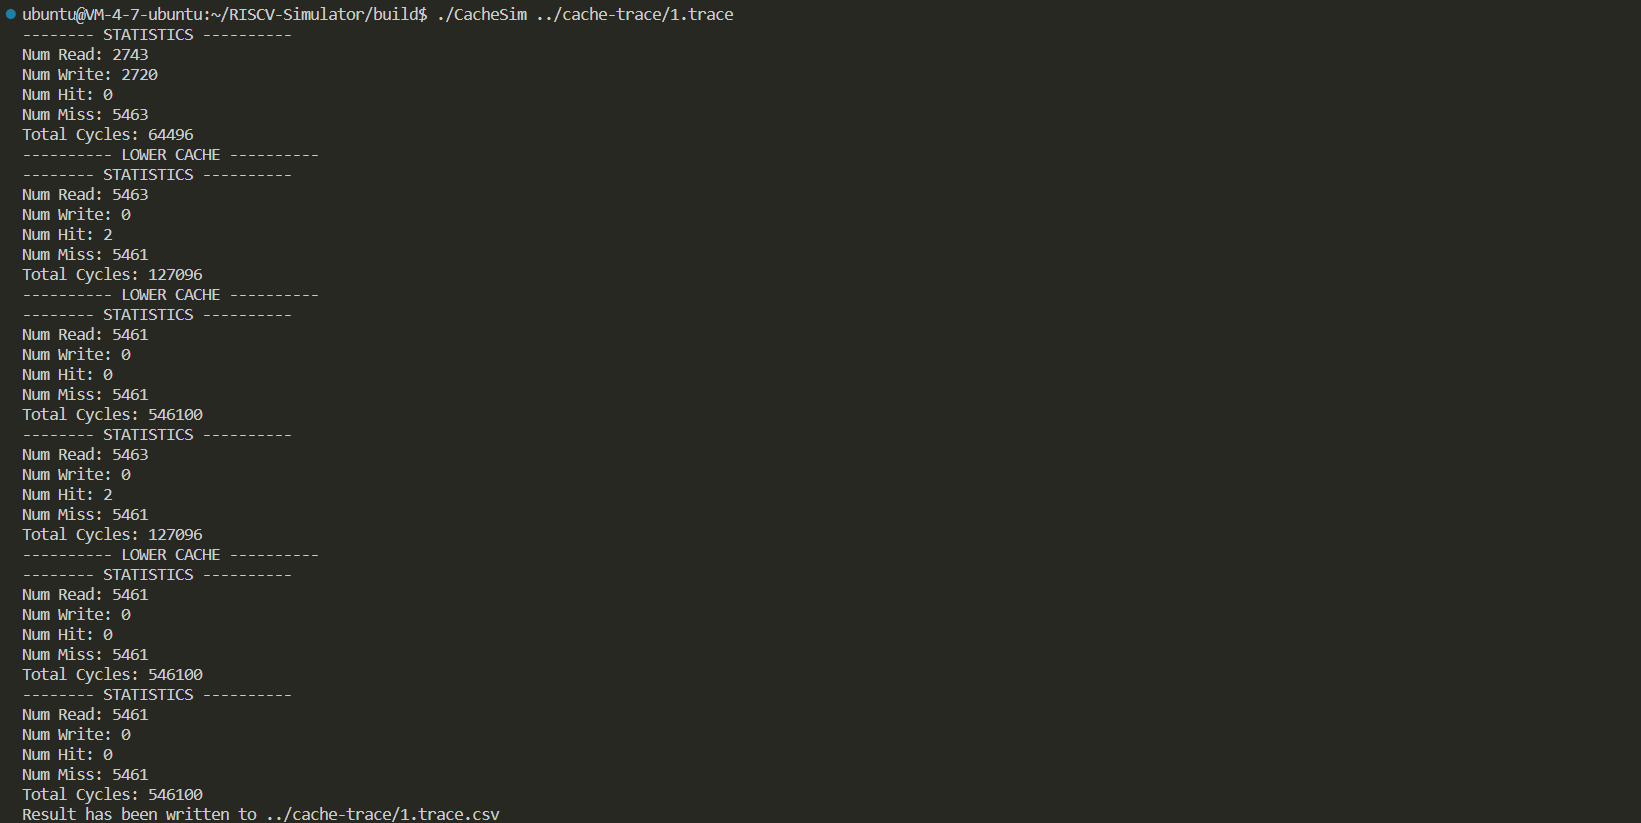 ubuntu@VM-4-7-ubuntu:~/RISCV-Simulator/build$ ./CacheSim ../cache-trace/1.trace
-------- STATISTICS ----------
Num Read: 2743
Num Write: 2720
Num Hit: 0
Num Miss: 5463
Total Cycles: 64496
---------- LOWER CACHE ----------
-------- STATISTICS ----------
Num Read: 5463
Num Write: 0
Num Hit: 2
Num Miss: 5461
Total Cycles: 127096
---------- LOWER CACHE ----------
-------- STATISTICS ----------
Num Read: 5461
Num Write: 0
Num Hit: 0
Num Miss: 5461
Total Cycles: 546100
-------- STATISTICS ----------
Num Read: 5463
Num Write: 0
Num Hit: 2
Num Miss: 5461
Total Cycles: 127096
---------- LOWER CACHE ----------
-------- STATISTICS ----------
Num Read: 5461
Num Write: 0
Num Hit: 0
Num Miss: 5461
Total Cycles: 546100
-------- STATISTICS ----------
Num Read: 5461
Num Write: 0
Num Hit: 0
Num Miss: 5461
Total Cycles: 546100
Result has been written to ../cache-trace/1.trace.csv